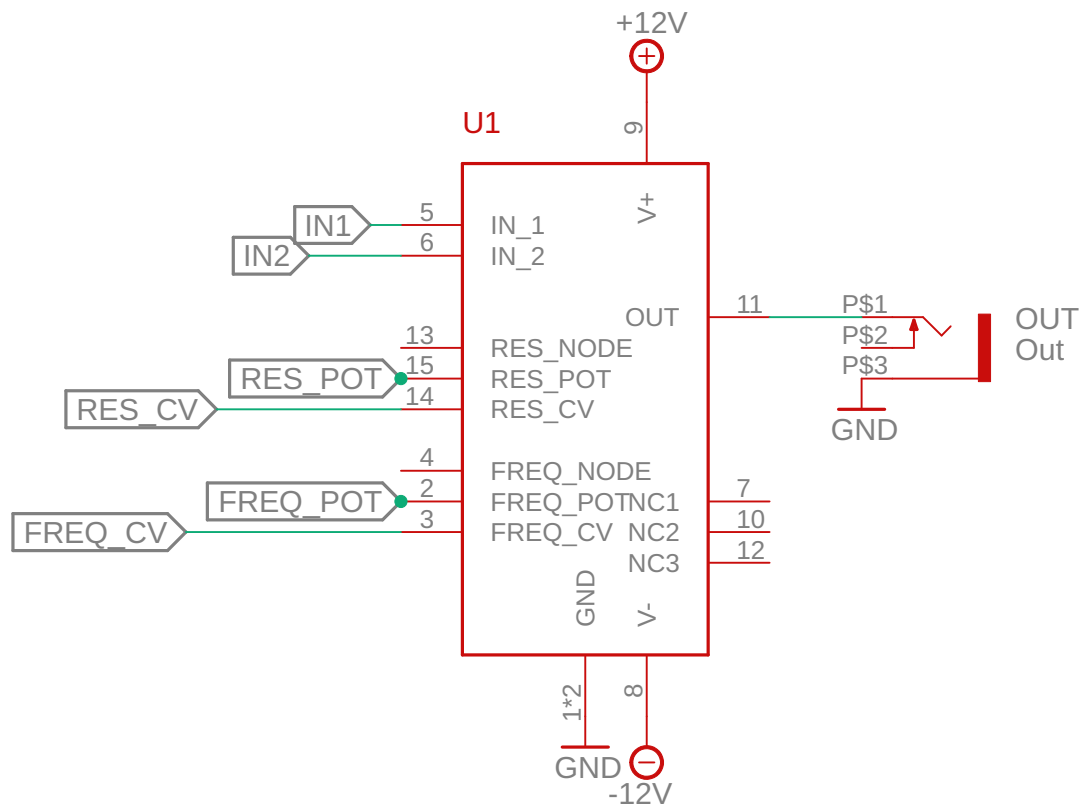 +12V
9
U1
V+
IN1
5
IN_1
IN2
6
IN_2
OUT
11
P$1
OUT
P$2
Out
13
RES_NODE
RES_POT
15
RES_POT
P$3
RES_CV
14
RES_CV
GND
4
FREQ_NODE
FREQ_POT
2
FREQ_POT
NC1
7
FREQ_CV
3
FREQ_CV
NC2
10
NC3
12
GND
V-
1*2
8
GND
-12V